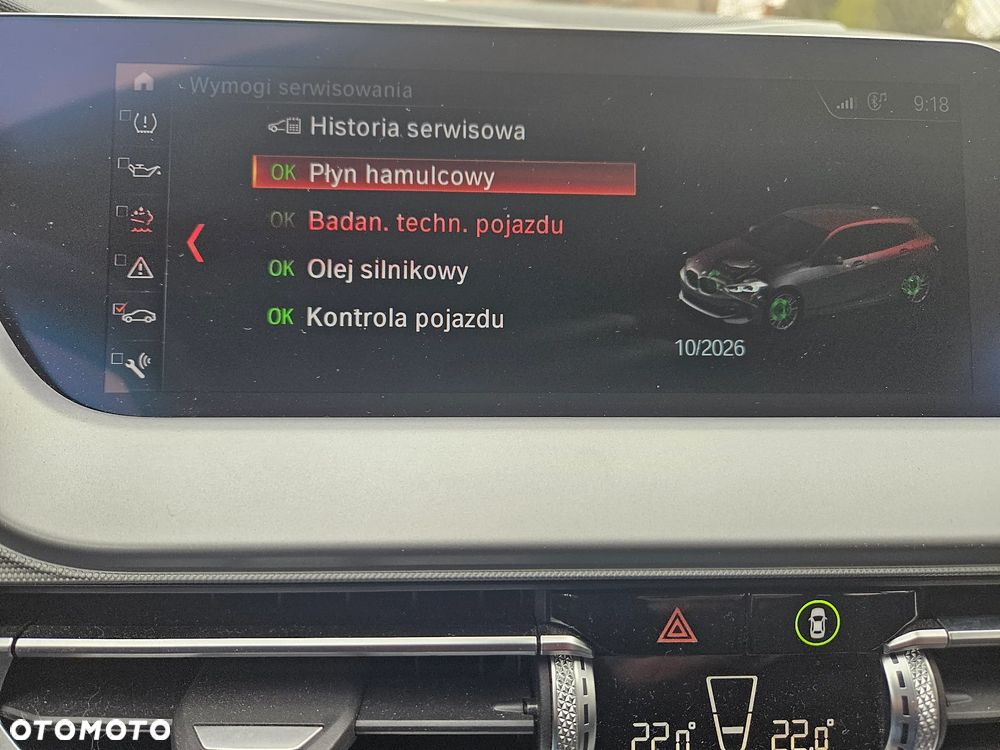 Wymogi serwisowania
9:18
Historia serwisowa
OK Płyn hamulcowy
OK Badan. techn. pojazdu
OK Olej silnikowy
OK Kontrola pojazdu
10/2026
22.0° 22.0°
OTOMOTO